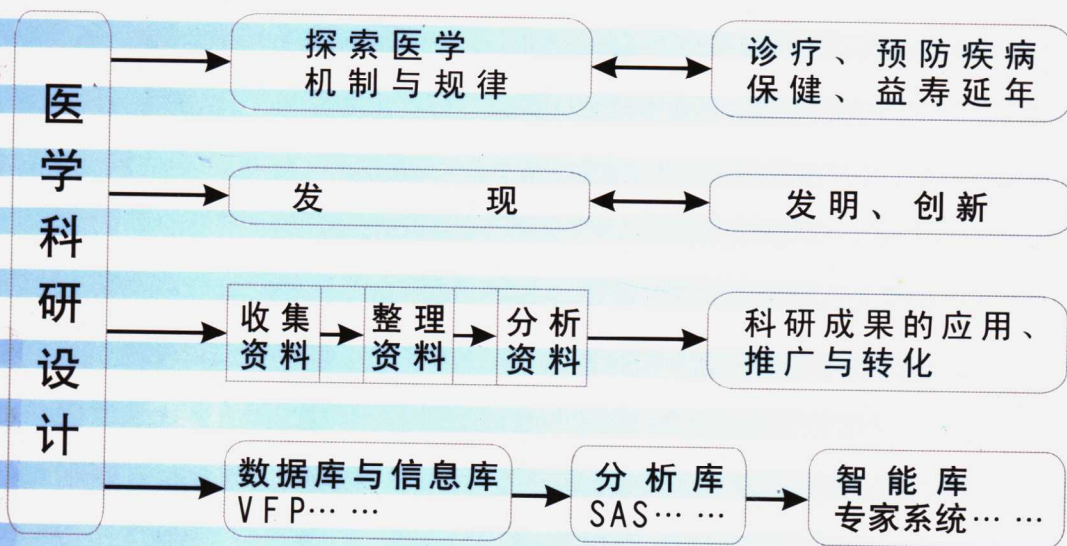 医学科研设计
探索医学
机制与规律
诊疗、预防疾病
保健、益寿延年
发 现
发明、创新
收集
资料
整理
资料
分析
资料
科研成果的应用、
推广与转化
数据库与信息库
VFP… …
分析库
SAS… …
智能库
专家系统… …